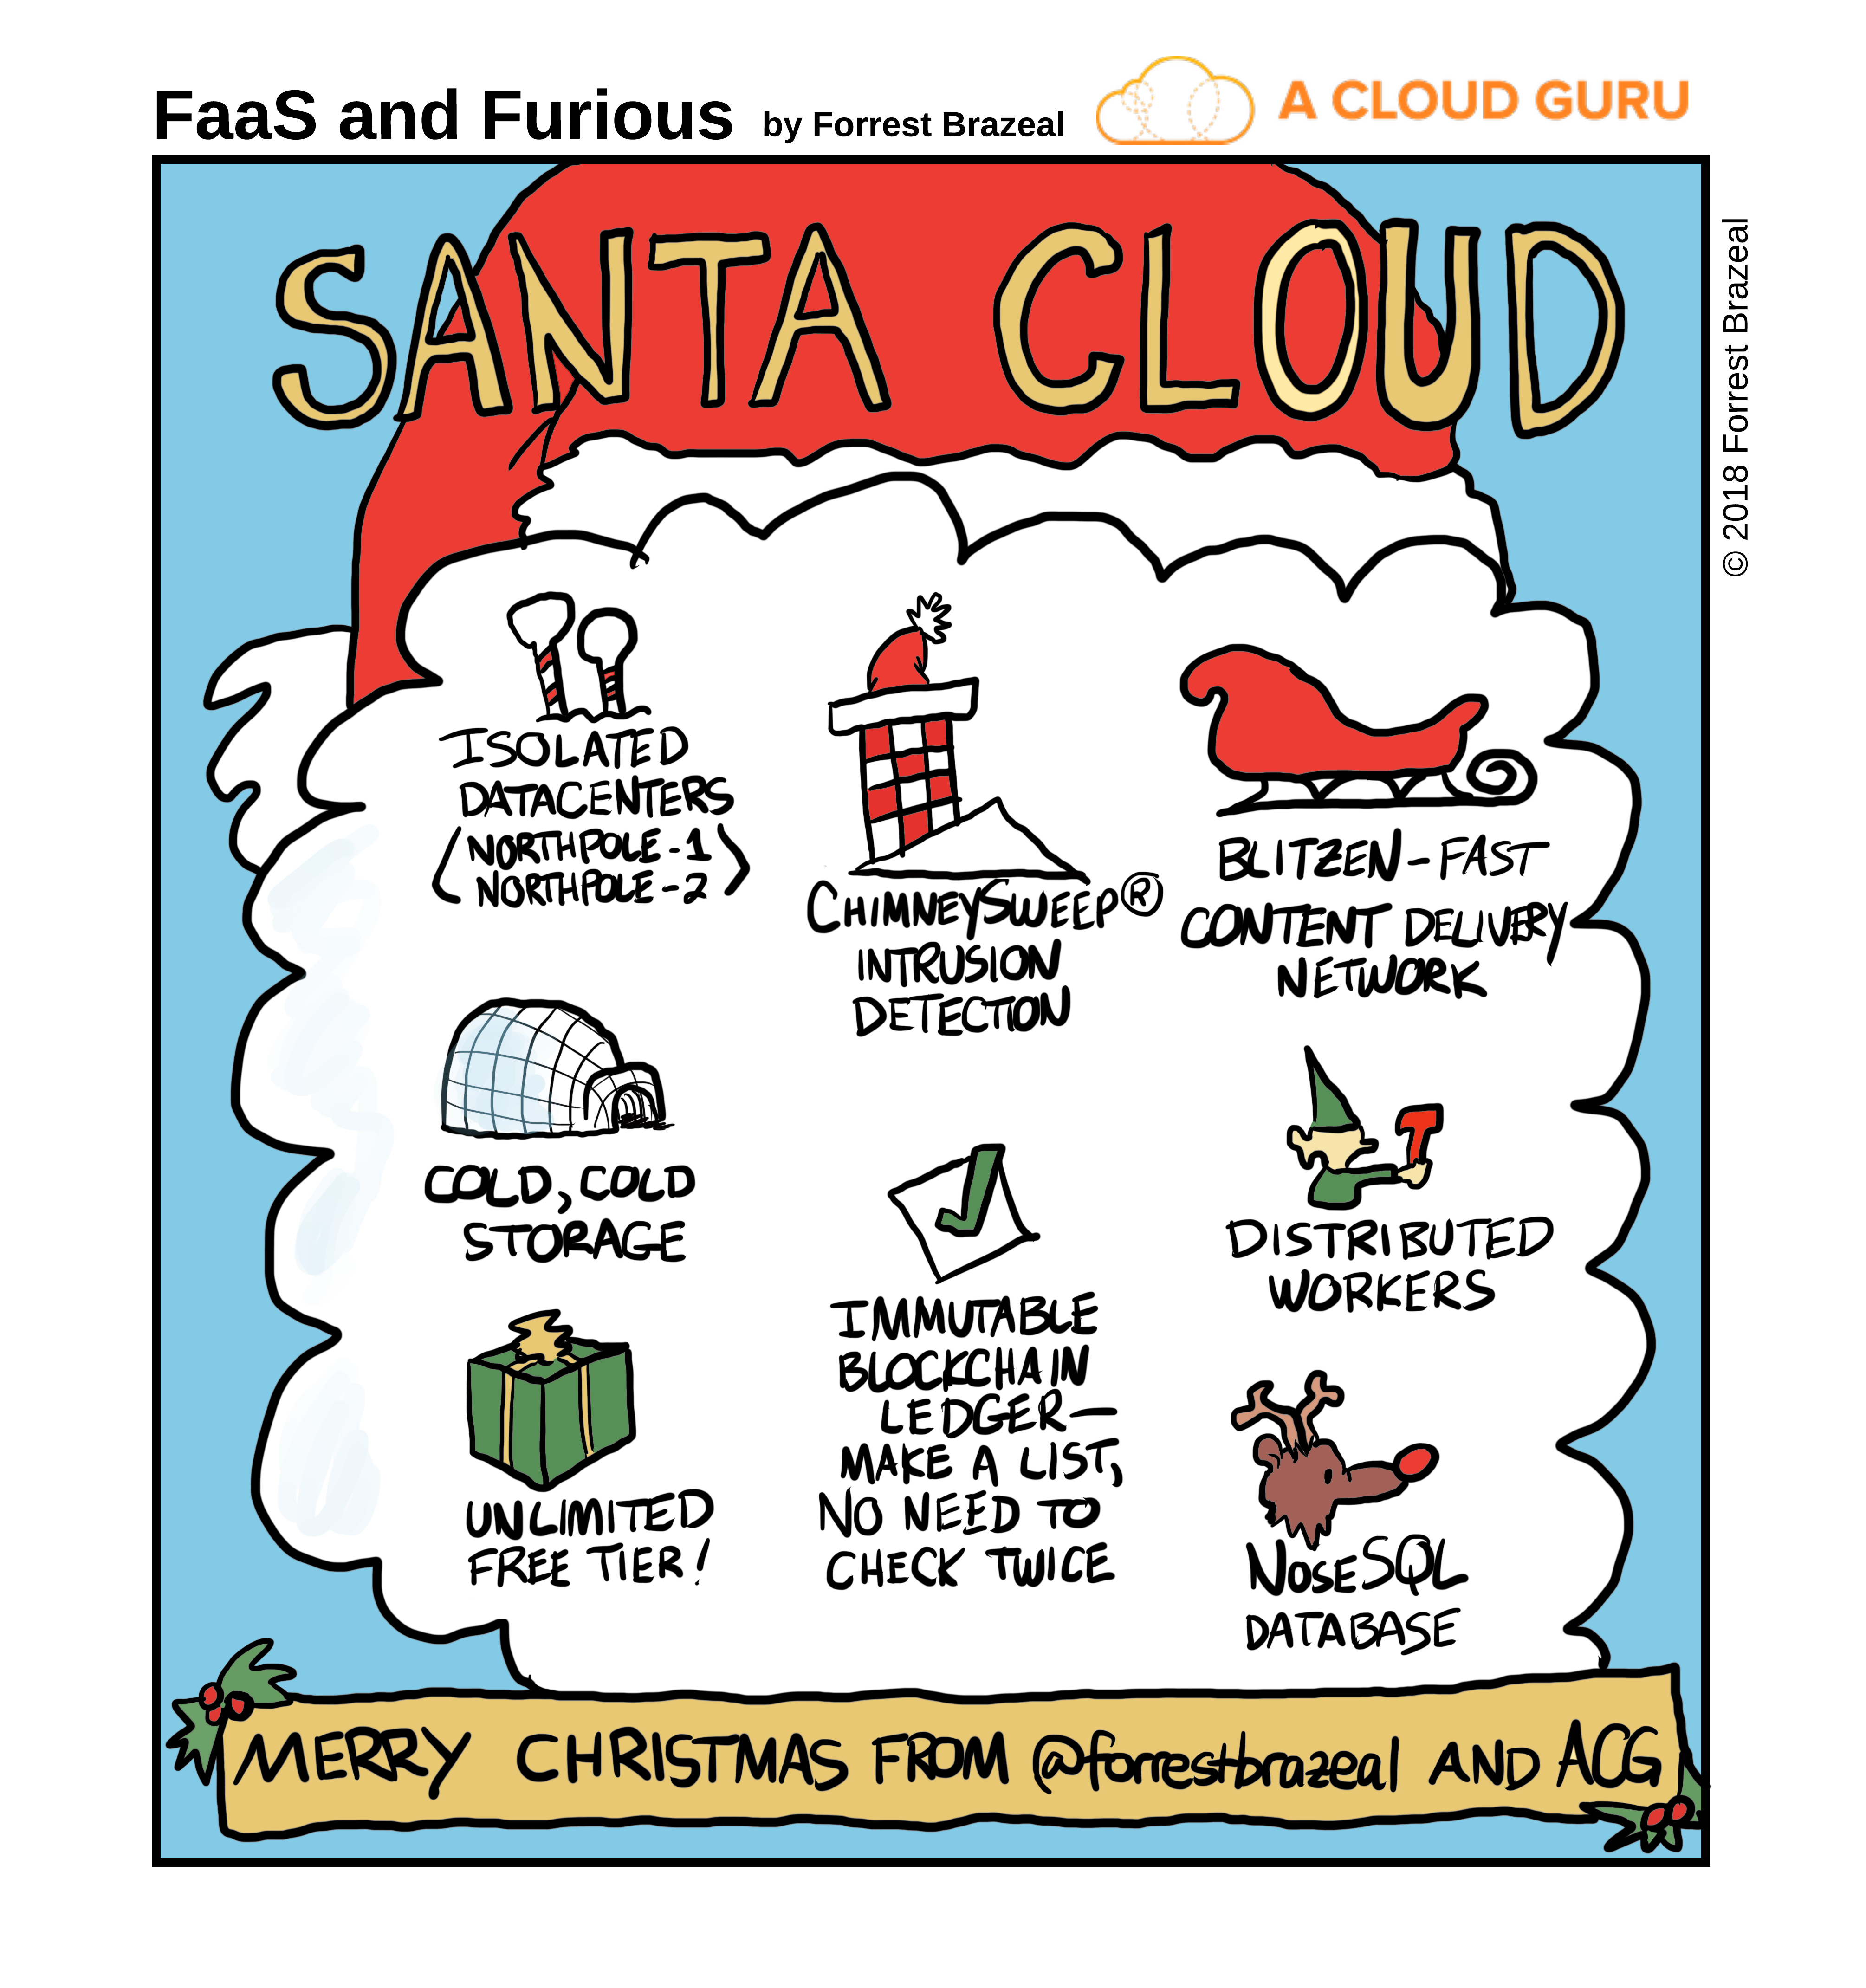 FaaS and Furious by Forrest Brazeal A CLOUD GURU
© 2018 Forrest Brazeal
SANTA CLOUD
ISOLATED
DATACENTERS
(NORTHPOLE-1
NORTHPOLE-2)
CHIMNEYSWEEP®
INTRUSION
DETECTION
BLITZEN-FAST
CONTENT DELIVERY
NETWORK
COLD, COLD
STORAGE
IMMUTABLE
BLOCKCHAIN
LEDGER—
MAKE A LIST,
NO NEED TO
CHECK TWICE
DISTRIBUTED
WORKERS
UNLIMITED
FREE TIER!
NOSESQL
DATABASE
MERRY CHRISTMAS FROM @forrestbrazeal AND ACG